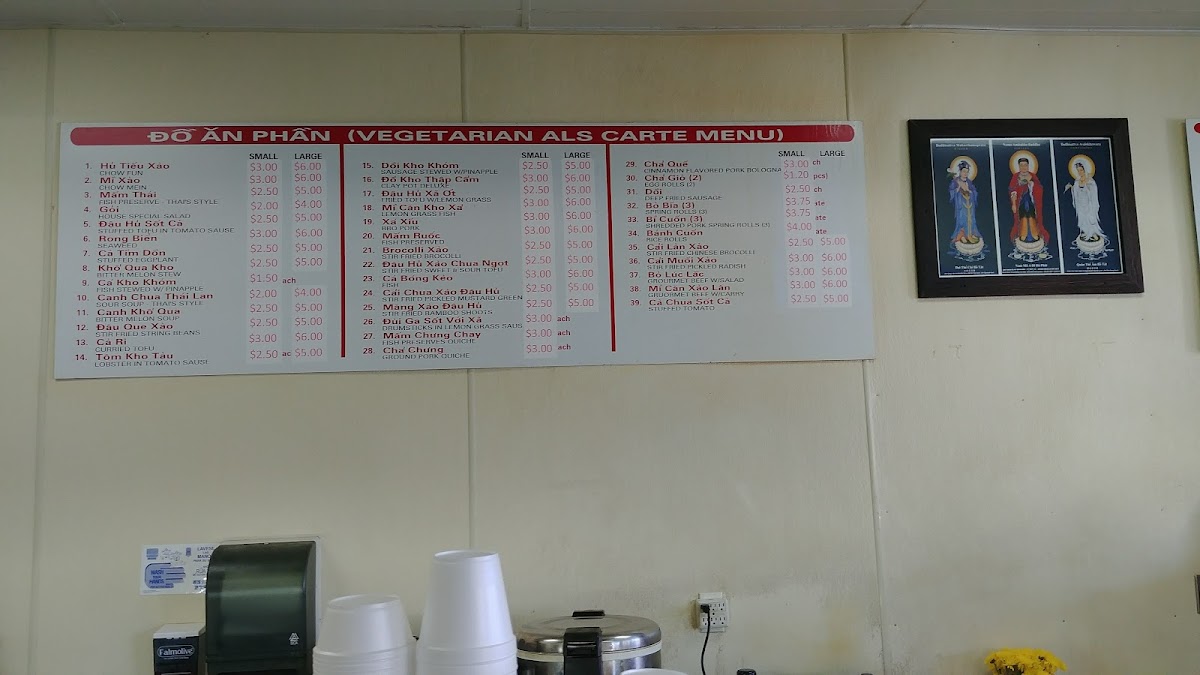 ĐỒ ĂN PHẦN (VEGETARIAN ALS CARTE MENU)
SMALL LARGE
1. Hủ Tiếu Xào $3.00 $6.00
CHOW FUN
2. Mì Xào $3.00 $6.00
CHOW MEIN
3. Mắm Thái $2.50 $5.00
FISH PRESERVE - THAI'S STYLE
4. Gỏi $2.00 $4.00
HOUSE SPECIAL SALAD
5. Đậu Hủ Sốt Cà $2.50 $5.00
STUFFED TOFU IN TOMATO SAUSE
6. Rong Biển $3.00 $6.00
SEAWEED
7. Cà Tím Dồn $2.50 $5.00
STUFFED EGGPLANT
8. Khổ Qua Kho $2.50 $5.00
BITTER MELON STEW
9. Cá Kho Khóm $1.50 ach
FISH STEWED W/PINAPPLE
10. Canh Chua Thái Lan $2.00 $4.00
SOUR SOUP - THAI'S STYLE
11. Canh Khổ Qua $2.50 $5.00
BITTER MELON SOUP
12. Đậu Que Xào $2.50 $5.00
STIR FRIED STRING BEANS
13. Cà Ri $3.00 $6.00
CURRIED TOFU
14. Tôm Kho Tàu $2.50 ac $5.00
LOBSTER IN TOMATO SAUSE
SMALL LARGE
15. Dồi Kho Khóm $2.50 $5.00
SAUSAGE STEWED W/PINEAPPLE
16. Đồ Kho Thập Cẩm $3.00 $6.00
CLAY POT DELUXE
17. Đậu Hủ Xả Ớt $2.50 $5.00
FRIED TOFU W/LEMON GRASS
18. Mì Căn Kho Xả $3.00 $6.00
LEMON GRASS FISH
19. Xá Xíu $3.00 $6.00
BBQ PORK
20. Mắm Ruốc $3.00 $6.00
FISH PRESERVED
21. Brocolli Xào $2.50 $5.00
STIR FRIED BROCOLLI
22. Đậu Hủ Xào Chua Ngọt $2.50 $5.00
STIR FRIED SWEET & SOUR TOFU
23. Cá Bóng Kèo $3.00 $6.00
FISH
24. Cải Chua Xào Đậu Hủ $2.50 $5.00
STIR FRIED PICKLED MUSTARD GREEN
25. Măng Xào Đậu Hủ $2.50 $5.00
STIR FRIED BAMBOO SHOOTS
26. Đùi Gà Sốt Với Xả $3.00 ach
DRUMSTICKS IN LEMON GRASS SAUS
27. Mắm Chưng Chay $3.00 ach
FISH PRESERVES QUICHE
28. Chả Chưng $3.00 ach
GROUND PORK QUICHE
SMALL LARGE
29. Chả Quế $3.00 ch
CINNAMON FLAVORED PORK BOLOGNA
30. Chả Giò (2) $1.20 pcs)
EGG ROLLS (2)
31. Dồi $2.50 ch
DEEP FRIED SAUSAGE
32. Bò Bía (3) $3.75 ate
SPRING ROLLS (3)
33. Bì Cuốn (3) $3.75 ate
SHREDDED PORK SPRING ROLLS (3)
34. Bánh Cuốn $4.00 ate
RICE ROLLS
35. Cải Làn Xào $2.50 $5.00
STIR FRIED CHINESE BROCOLLI
36. Cải Muối Xào $3.00 $6.00
STIR FRIED PICKLED RADISH
37. Bò Lúc Lắc $3.00 $6.00
GOURMET BEEF W/SALAD
38. Mì Căn Xào Lăn $3.00 $6.00
GROURMET BEEF W/CARRY
39. Cà Chua Sốt Cà $2.50 $5.00
STUFFED TOMATO
Palmolive